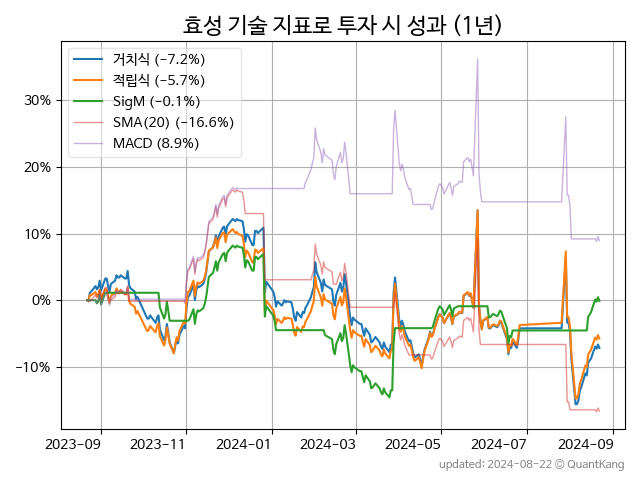 효성 기술 지표로 투자 시 성과 (1년)
거치식 (−7.2%)
적립식 (−5.7%)
SigM (−0.1%)
SMA(20) (−16.6%)
MACD (8.9%)
30%
20%
10%
0%
−10%
2023-09 2023-11 2024-01 2024-03 2024-05 2024-07 2024-09
updated: 2024-08-22 @ QuantKang